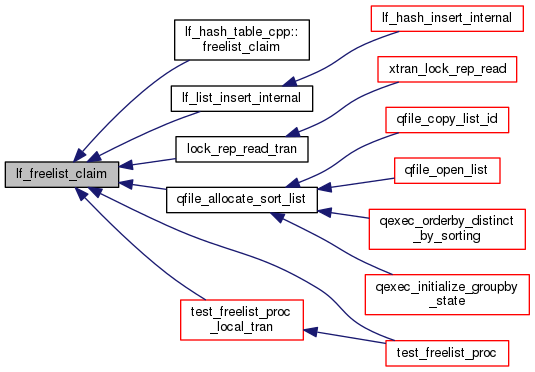 lf_hash_insert_internal
lf_hash_table_cpp::
freelist_claim
xtran_lock_rep_read
lf_list_insert_internal
qfile_copy_list_id
lock_rep_read_tran
qfile_open_list
lf_freelist_claim
qfile_allocate_sort_list
qexec_orderby_distinct
_by_sorting
qexec_initialize_groupby
_state
test_freelist_proc
_local_tran
test_freelist_proc